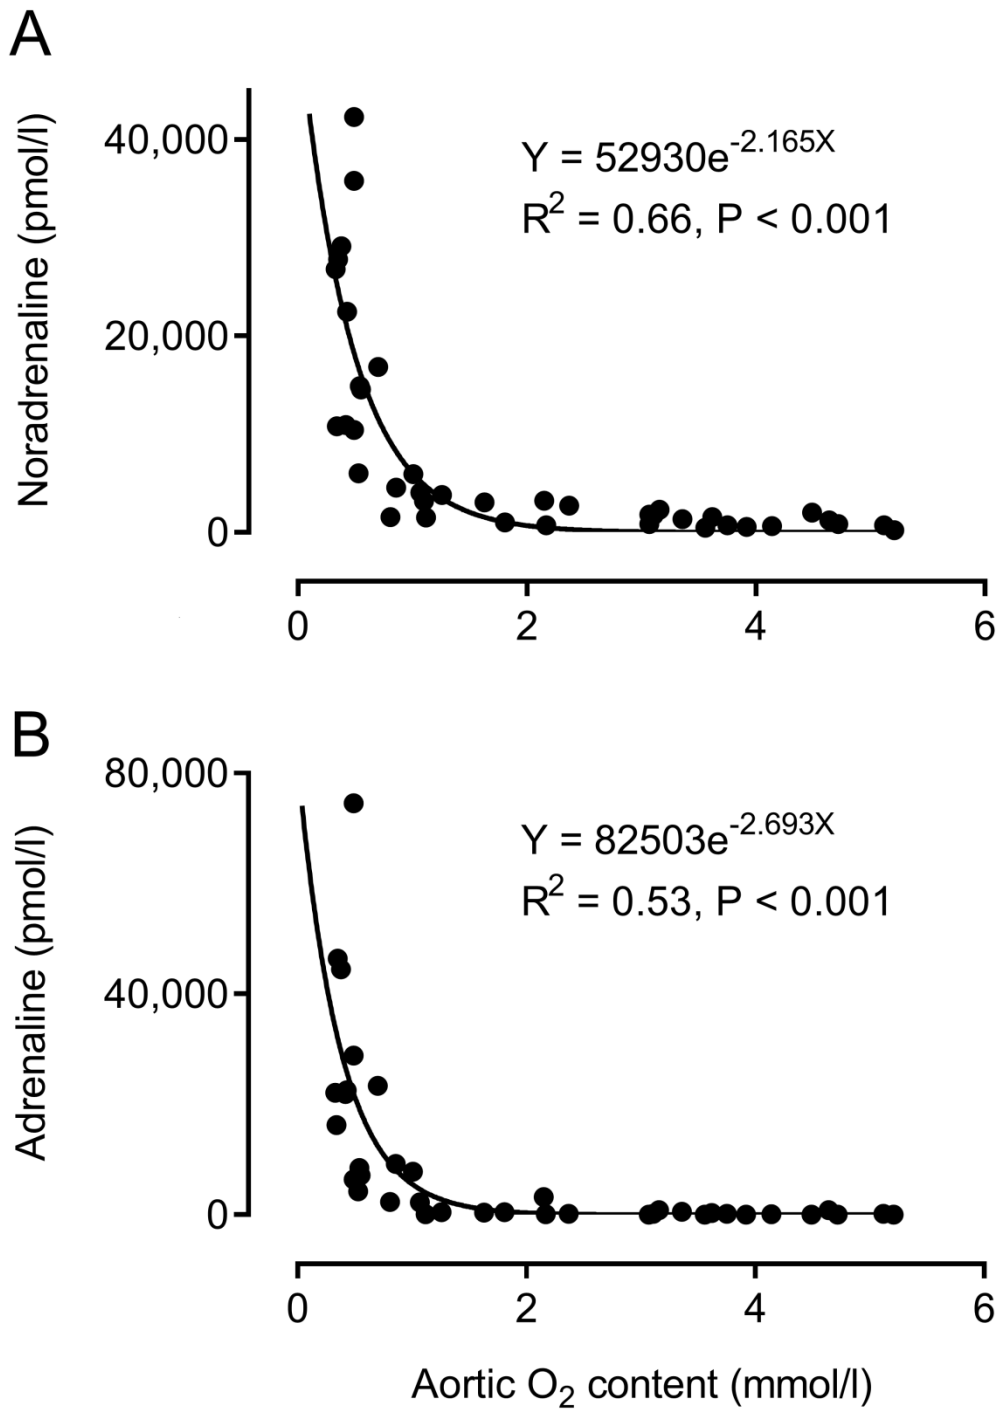 A
Noradrenaline (pmol/l)
40,000
20,000
0
Y = 52930e^-2.165X
R² = 0.66, P < 0.001
0 2 4 6
B
Adrenaline (pmol/l)
80,000
40,000
0
Y = 82503e^-2.693X
R² = 0.53, P < 0.001
0 2 4 6
Aortic O₂ content (mmol/l)